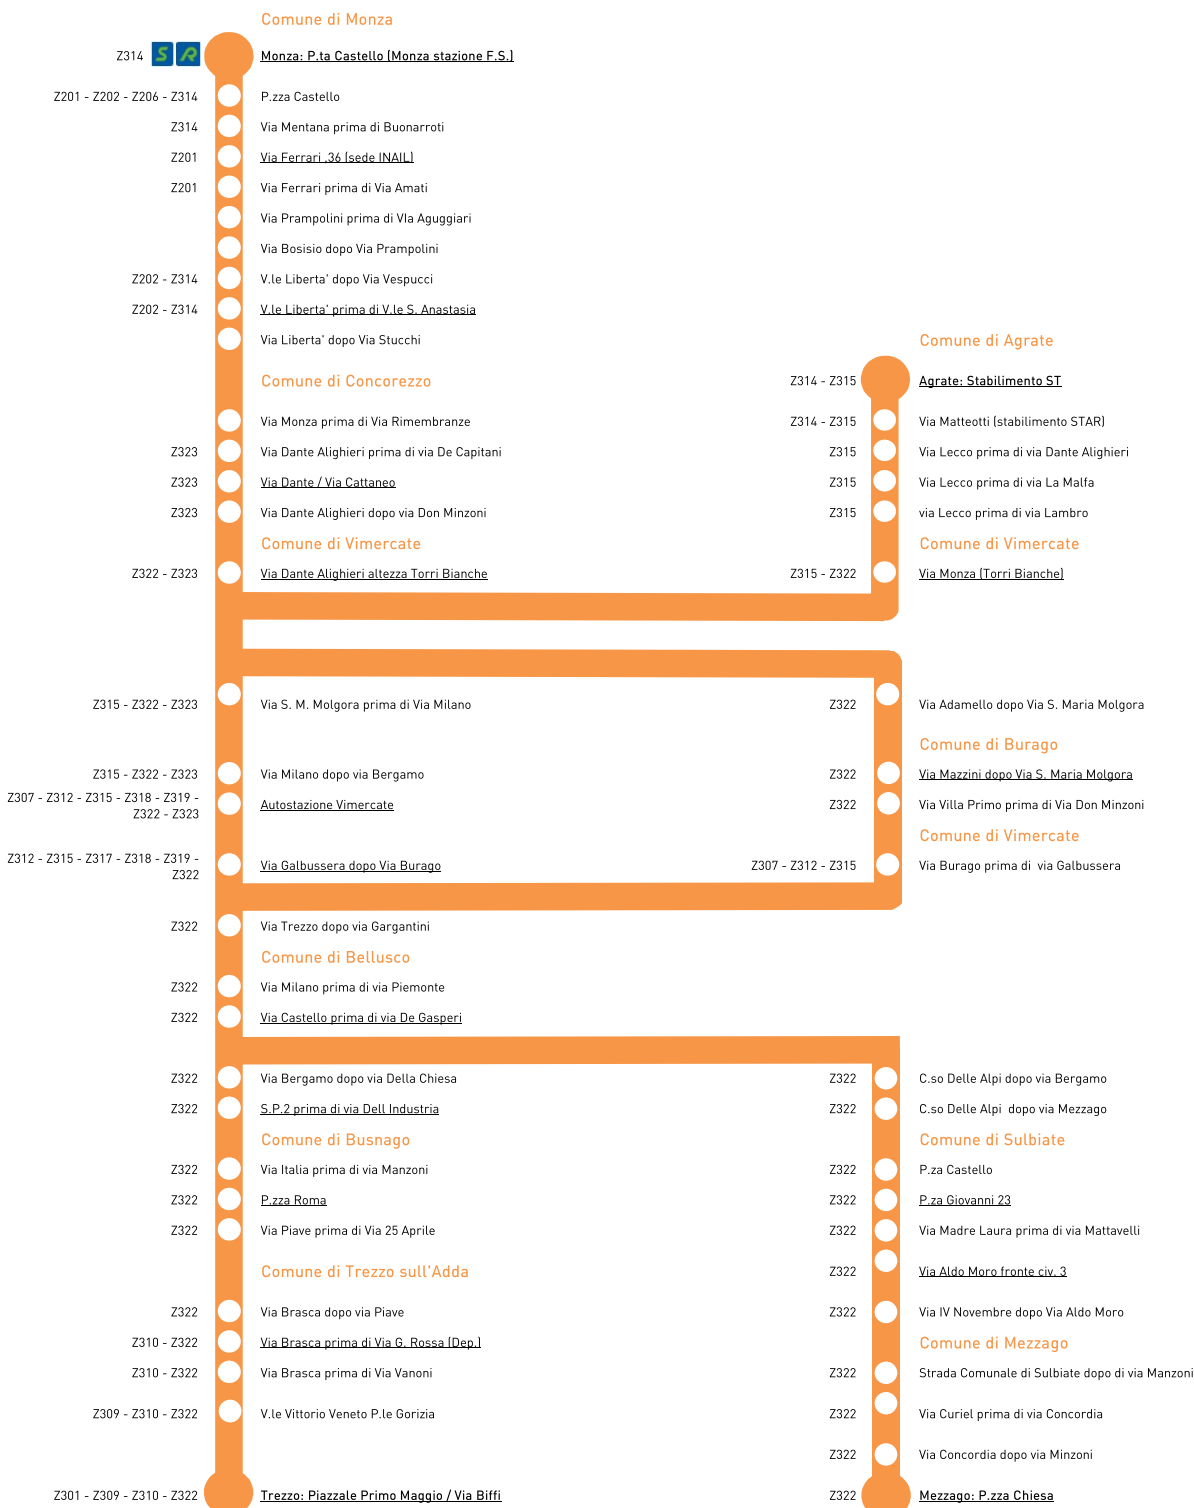 Comune di Monza
Z314 S R Monza: P.ta Castello (Monza stazione F.S.)
Z201 - Z202 - Z206 - Z314 P.zza Castello
Z314 Via Mentana prima di Buonarroti
Z201 Via Ferrari ,36 (sede INAIL)
Z201 Via Ferrari prima di Via Amati
Via Prampolini prima di VIa Aguggiari
Via Bosisio dopo Via Prampolini
Z202 - Z314 V.le Liberta' dopo Via Vespucci
Z202 - Z314 V.le Liberta' prima di V.le S. Anastasia
Via Liberta' dopo Via Stucchi
Comune di Concorezzo
Via Monza prima di Via Rimembranze
Z323 Via Dante Alighieri prima di via De Capitani
Z323 Via Dante / Via Cattaneo
Z323 Via Dante Alighieri dopo via Don Minzoni
Comune di Vimercate
Z322 - Z323 Via Dante Alighieri altezza Torri Bianche
Comune di Agrate
Z314 - Z315 Agrate: Stabilimento ST
Z314 - Z315 Via Matteotti (stabilimento STAR)
Z315 Via Lecco prima di via Dante Alighieri
Z315 Via Lecco prima di via La Malfa
Z315 via Lecco prima di via Lambro
Comune di Vimercate
Z315 - Z322 Via Monza (Torri Bianche)
Z315 - Z322 - Z323 Via S. M. Molgora prima di Via Milano
Z315 - Z322 - Z323 Via Milano dopo via Bergamo
Z307 - Z312 - Z315 - Z318 - Z319 -
Z322 - Z323 Autostazione Vimercate
Z312 - Z315 - Z317 - Z318 - Z319 -
Z322 Via Galbussera dopo Via Burago
Z322 Via Adamello dopo Via S. Maria Molgora
Comune di Burago
Z322 Via Mazzini dopo Via S. Maria Molgora
Z322 Via Villa Primo prima di Via Don Minzoni
Comune di Vimercate
Z307 - Z312 - Z315 Via Burago prima di via Galbussera
Z322 Via Trezzo dopo via Gargantini
Comune di Bellusco
Z322 Via Milano prima di via Piemonte
Z322 Via Castello prima di via De Gasperi
Z322 Via Bergamo dopo via Della Chiesa
Z322 S.P.2 prima di via Dell Industria
Comune di Busnago
Z322 Via Italia prima di via Manzoni
Z322 P.zza Roma
Z322 Via Piave prima di Via 25 Aprile
Comune di Trezzo sull'Adda
Z322 Via Brasca dopo via Piave
Z310 - Z322 Via Brasca prima di Via G. Rossa (Dep.)
Z310 - Z322 Via Brasca prima di Via Vanoni
Z309 - Z310 - Z322 V.le Vittorio Veneto P.le Gorizia
Z301 - Z309 - Z310 - Z322 Trezzo: Piazzale Primo Maggio / Via Biffi
Z322 C.so Delle Alpi dopo via Bergamo
Z322 C.so Delle Alpi dopo via Mezzago
Comune di Sulbiate
Z322 P.za Castello
Z322 P.za Giovanni 23
Z322 Via Madre Laura prima di via Mattavelli
Z322 Via Aldo Moro fronte civ. 3
Z322 Via IV Novembre dopo Via Aldo Moro
Comune di Mezzago
Z322 Strada Comunale di Sulbiate dopo di via Manzoni
Z322 Via Curiel prima di via Concordia
Z322 Via Concordia dopo via Minzoni
Z322 Mezzago: P.zza Chiesa